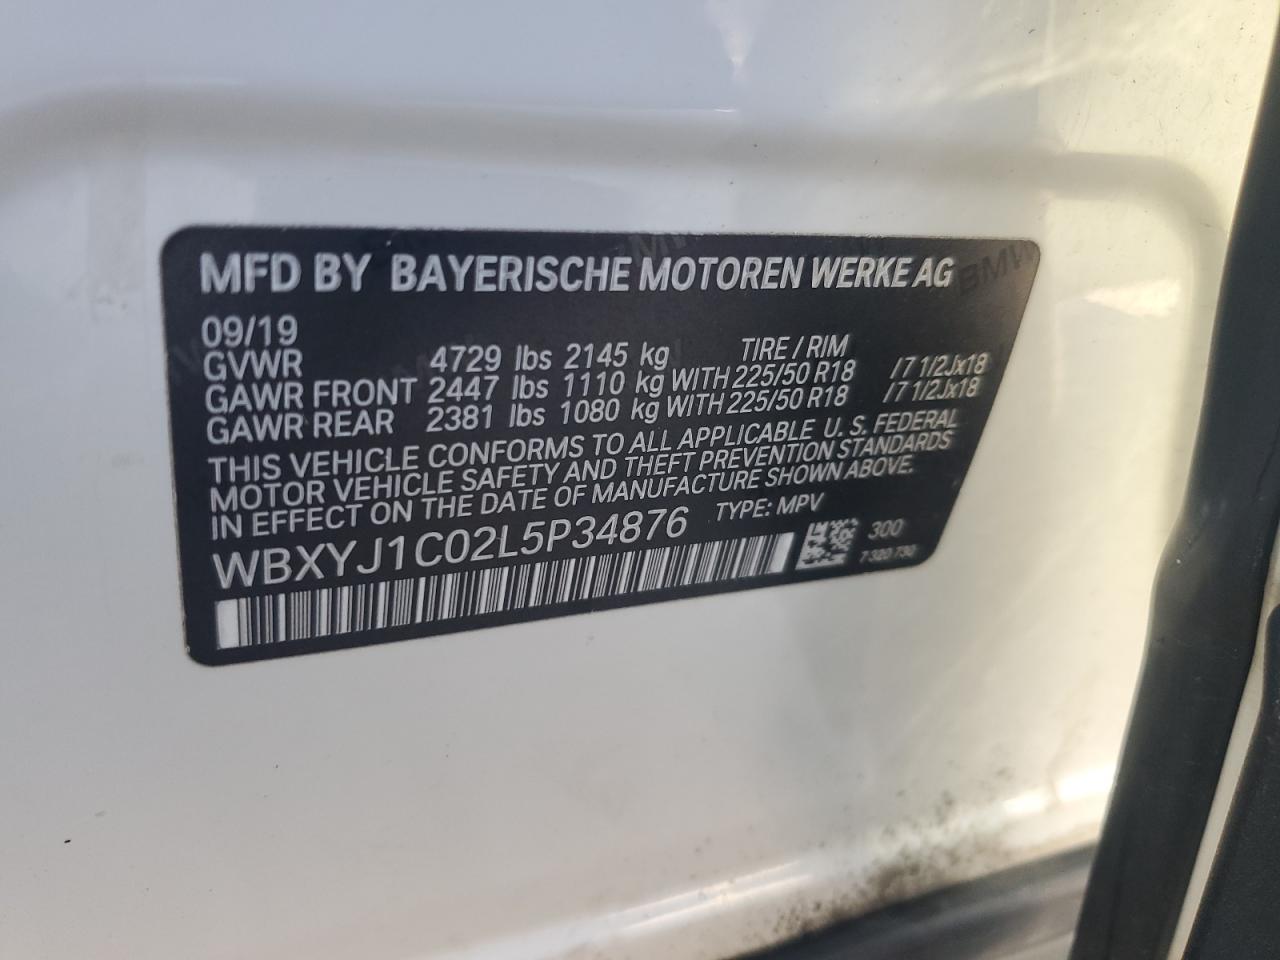 MFD BY BAYERISCHE MOTOREN WERKE AG
09/19
GVWR 4729 lbs 2145 kg TIRE / RIM
GAWR FRONT 2447 lbs 1110 kg WITH 225/50 R18 /7 1/2Jx18
GAWR REAR 2381 lbs 1080 kg WITH 225/50 R18 /7 1/2Jx18
THIS VEHICLE CONFORMS TO ALL APPLICABLE U. S. FEDERAL
MOTOR VEHICLE SAFETY AND THEFT PREVENTION STANDARDS
IN EFFECT ON THE DATE OF MANUFACTURE SHOWN ABOVE.
WBXYJ1C02L5P34876 TYPE: MPV
300
7 320 730